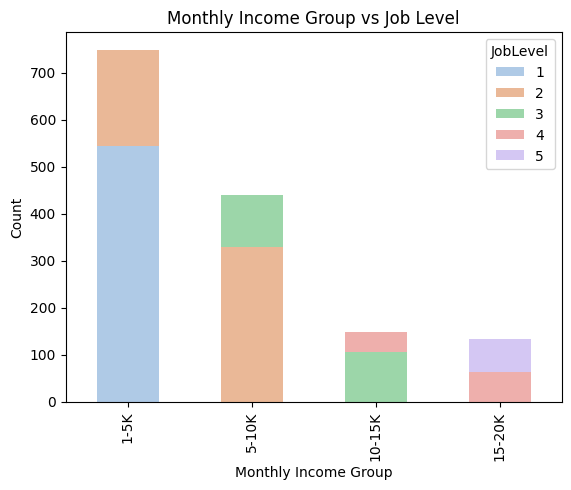 Monthly Income Group vs Job Level
JobLevel
1
2
3
4
5
Count
700
600
500
400
300
200
100
0
1-5K
5-10K
10-15K
15-20K
Monthly Income Group